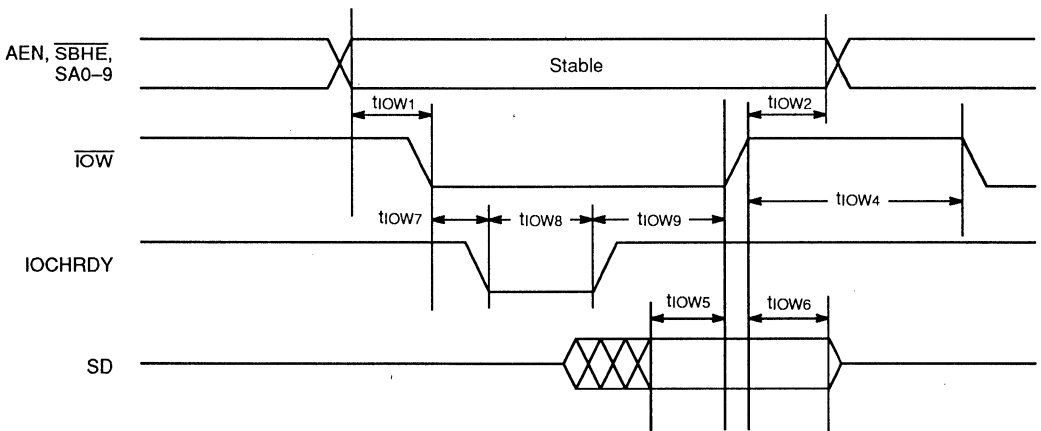 AEN, SBHE,
SA0–9
Stable
tIOW1
tIOW2
IOW
tIOW4
tIOW7
tIOW8
tIOW9
IOCHRDY
tIOW5
tIOW6
SD